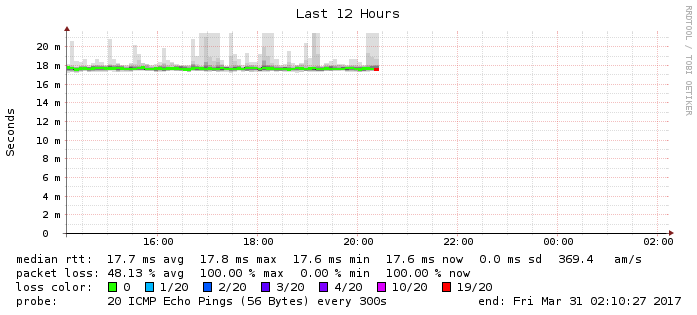 Last 12 Hours
RRDTOOL / TOBI OETIKER
Seconds
20 m
18 m
16 m
14 m
12 m
10 m
8 m
6 m
4 m
2 m
0
16:00 18:00 20:00 22:00 00:00 02:00
median rtt: 17.7 ms avg 17.8 ms max 17.6 ms min 17.6 ms now 0.0 ms sd 369.4 am/s
packet loss: 48.13 % avg 100.00 % max 0.00 % min 100.00 % now
loss color: 0 1/20 2/20 3/20 4/20 10/20 19/20
probe: 20 ICMP Echo Pings (56 Bytes) every 300s end: Fri Mar 31 02:10:27 2017